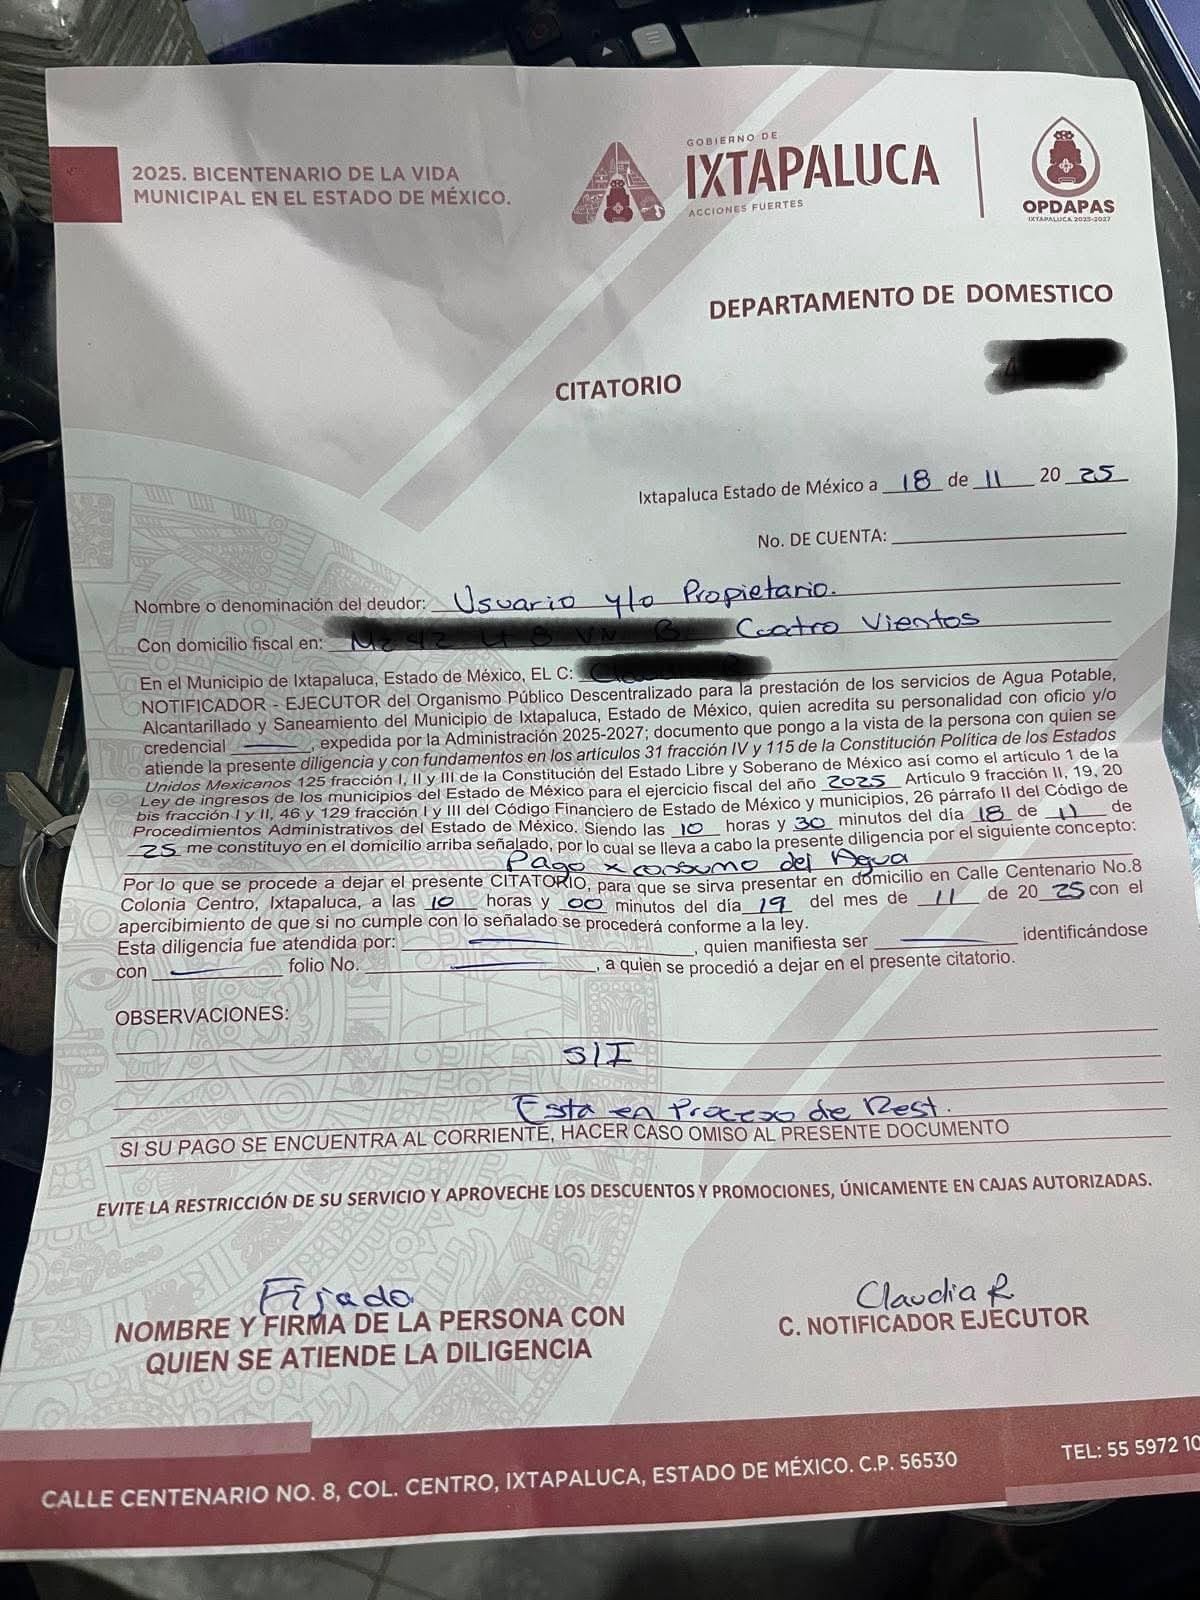 2025. BICENTENARIO DE LA VIDA
MUNICIPAL EN EL ESTADO DE MÉXICO.
GOBIERNO DE
IXTAPALUCA
ACCIONES FUERTES
OPDAPAS
IXTAPALUCA 2025-2027
DEPARTAMENTO DE DOMESTICO
CITATORIO
Ixtapaluca Estado de México a 18 de 11 20 25
No. DE CUENTA:
Nombre o denominación del deudor: Usuario y/o Propietario.
Con domicilio fiscal en: Cuatro Vientos
En el Municipio de Ixtapaluca, Estado de México, EL C:
NOTIFICADOR - EJECUTOR del Organismo Público Descentralizado para la prestación de los servicios de Agua Potable,
Alcantarillado y Saneamiento del Municipio de Ixtapaluca, Estado de México, quien acredita su personalidad con oficio y/o
credencial , expedida por la Administración 2025-2027; documento que pongo a la vista de la persona con quien se
atiende la presente diligencia y con fundamentos en los artículos 31 fracción IV y 115 de la Constitución Política de los Estados
Unidos Mexicanos 125 fracción I, II y III de la Constitución del Estado Libre y Soberano de México así como el artículo 1 de la
Ley de ingresos de los municipios del Estado de México para el ejercicio fiscal del año 2025 Artículo 9 fracción II, 19, 20
bis fracción I y II, 46 y 129 fracción I y III del Código Financiero de Estado de México y municipios, 26 párrafo II del Código de
Procedimientos Administrativos del Estado de México. Siendo las 10 horas y 30 minutos del día 18 de 11 de
25 me constituyo en el domicilio arriba señalado, por lo cual se lleva a cabo la presente diligencia por el siguiente concepto:
Pago x consumo del Agua
Por lo que se procede a dejar el presente CITATORIO, para que se sirva presentar en domicilio en Calle Centenario No.8
Colonia Centro, Ixtapaluca, a las 10 horas y 00 minutos del día 19 del mes de 11 de 20 25 con el
apercibimiento de que si no cumple con lo señalado se procederá conforme a la ley.
Esta diligencia fue atendida por: , quien manifiesta ser identificándose
con folio No. , a quien se procedió a dejar en el presente citatorio.
OBSERVACIONES:
S/I
Esta en Proceso de Rest.
SI SU PAGO SE ENCUENTRA AL CORRIENTE, HACER CASO OMISO AL PRESENTE DOCUMENTO
EVITE LA RESTRICCIÓN DE SU SERVICIO Y APROVECHE LOS DESCUENTOS Y PROMOCIONES, ÚNICAMENTE EN CAJAS AUTORIZADAS.
Fijado
NOMBRE Y FIRMA DE LA PERSONA CON
QUIEN SE ATIENDE LA DILIGENCIA
Claudia R
C. NOTIFICADOR EJECUTOR
CALLE CENTENARIO NO. 8, COL. CENTRO, IXTAPALUCA, ESTADO DE MÉXICO. C.P. 56530
TEL: 55 5972 10